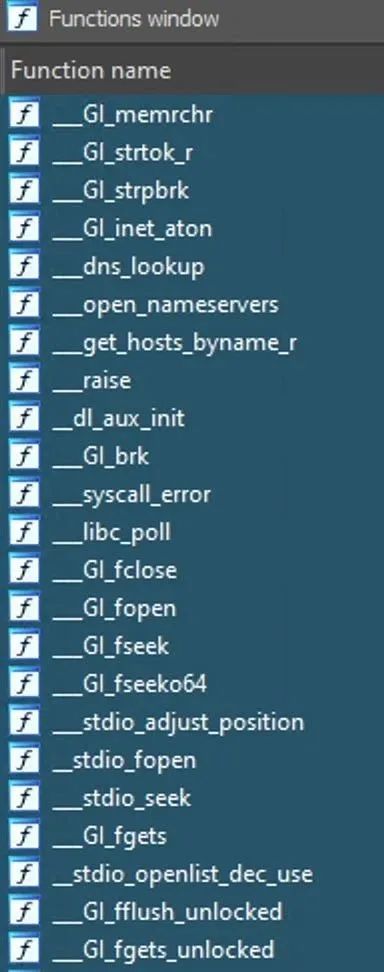 Functions window
Function name
___GI_memrchr
___GI_strtok_r
___GI_strpbrk
___GI_inet_aton
___dns_lookup
___open_nameservers
___get_hosts_byname_r
___raise
__dl_aux_init
___GI_brk
___syscall_error
___libc_poll
___GI_fclose
___GI_fopen
___GI_fseek
___GI_fseeko64
___stdio_adjust_position
__stdio_fopen
___stdio_seek
___GI_fgets
__stdio_openlist_dec_use
___GI_fflush_unlocked
___GI_fgets_unlocked